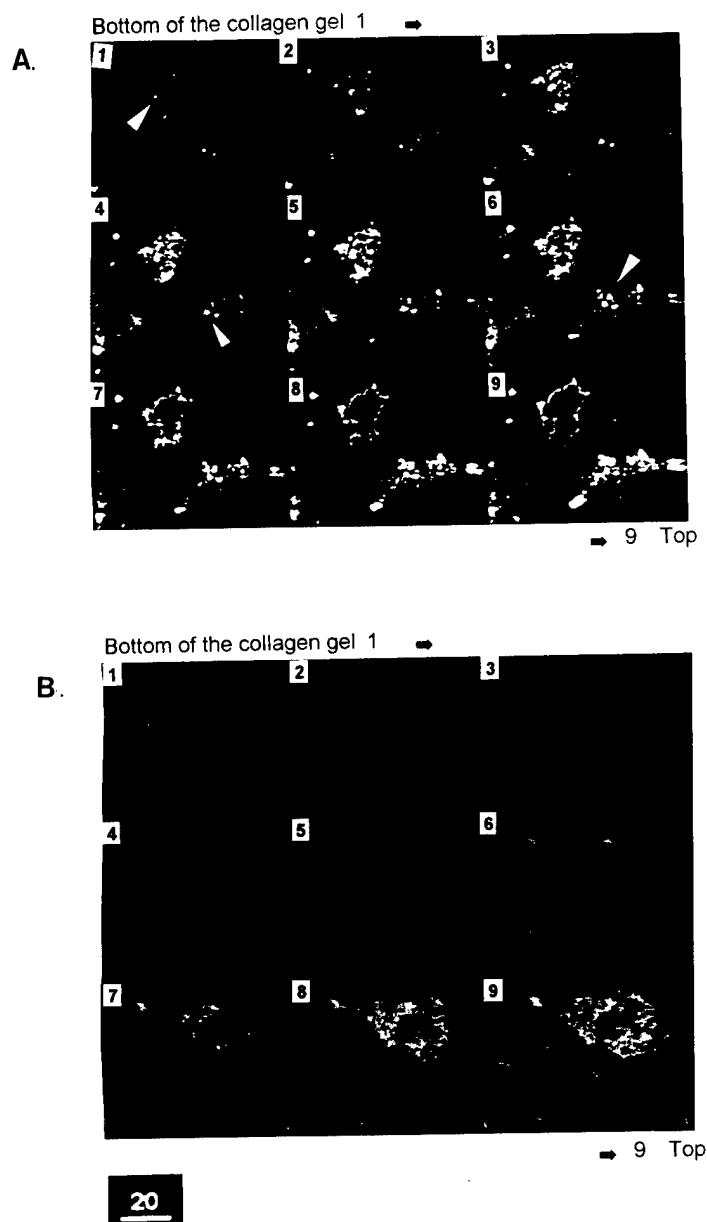 Bottom of the collagen gel 1 ➡
A.
1 2 3
4 5 6
7 8 9
➡ 9 Top
Bottom of the collagen gel 1 ➡
B.
1 2 3
4 5 6
7 8 9
➡ 9 Top
20